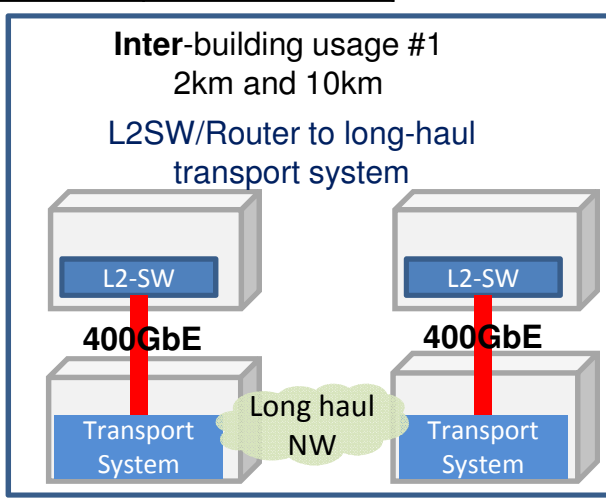 Inter-building usage #1
2km and 10km
L2SW/Router to long-haul
transport system
L2-SW
L2-SW
400GbE
400GbE
Long haul
NW
Transport
System
Transport
System